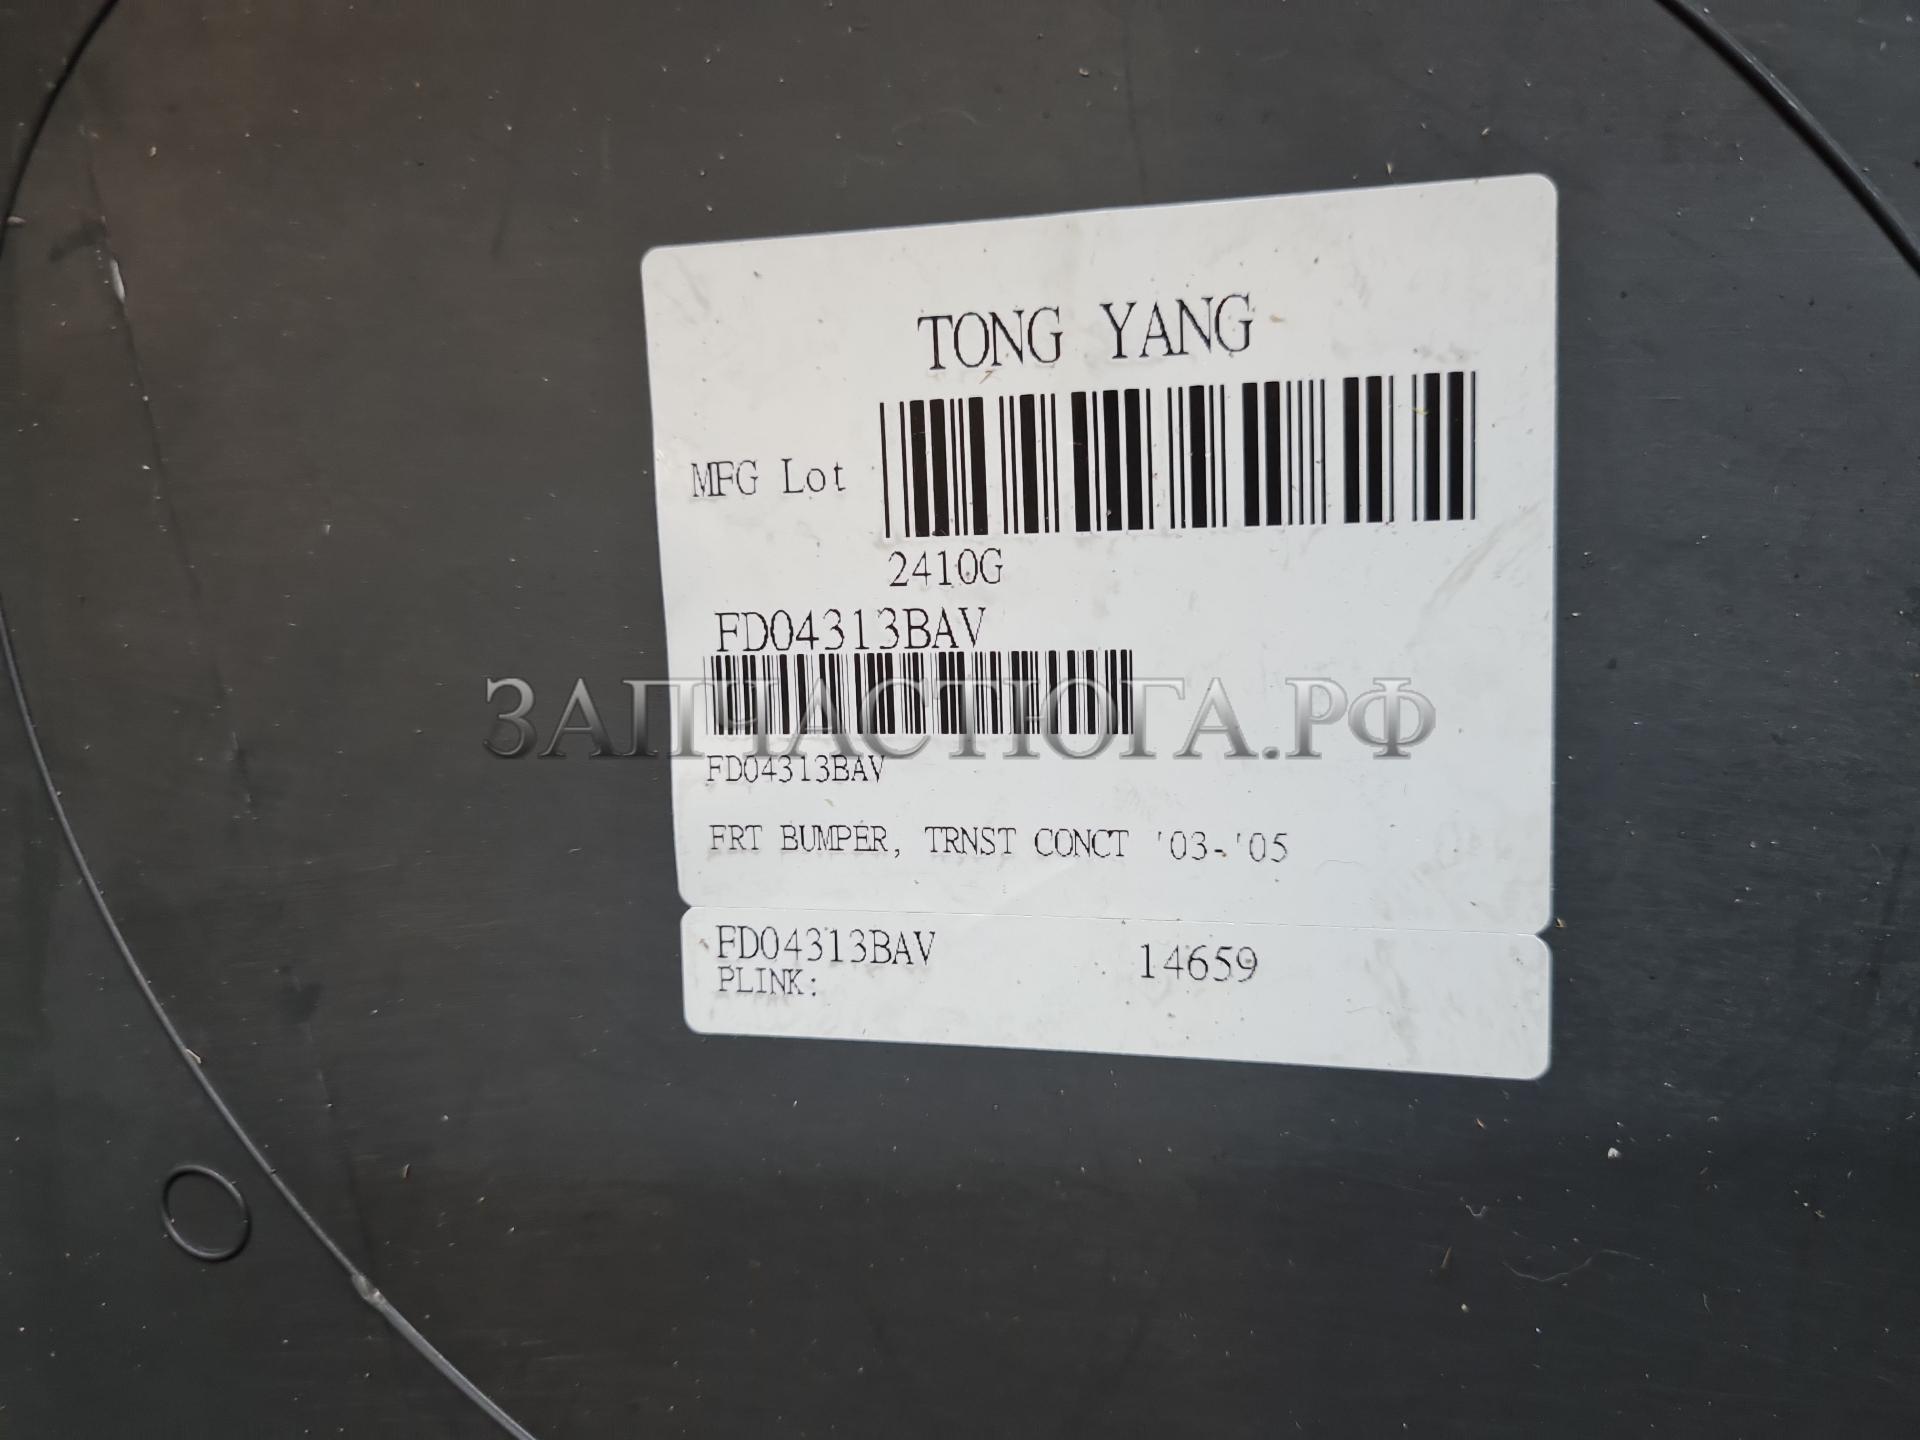 TONG YANG
MFG Lot
2410G
FD04313BAV
ЗАПЧАСТЮГА.РФ
FD04313BAV
FRT BUMPER, TRNST CONCT '03-'05
FD04313BAV 14659
PLINK: